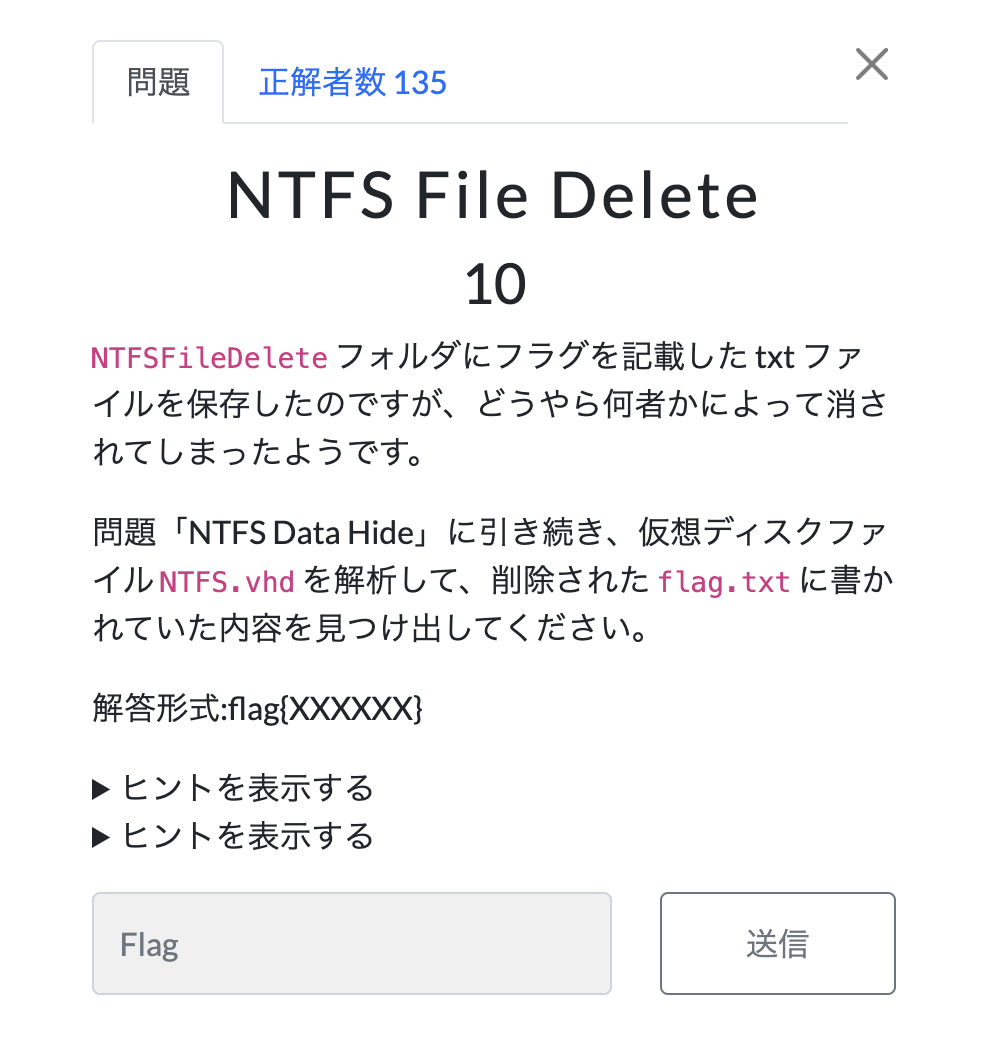 問題
正解者数 135
NTFS File Delete
10
NTFSFileDelete フォルダにフラグを記載した txt ファ
イルを保存したのですが、どうやら何者かによって消さ
れてしまったようです。
問題「NTFS Data Hide」に引き続き、仮想ディスクファ
イル NTFS.vhd を解析して、削除された flag.txt に書か
れていた内容を見つけ出してください。
解答形式:flag{XXXXXX}
▶ ヒントを表示する
▶ ヒントを表示する
Flag
送信